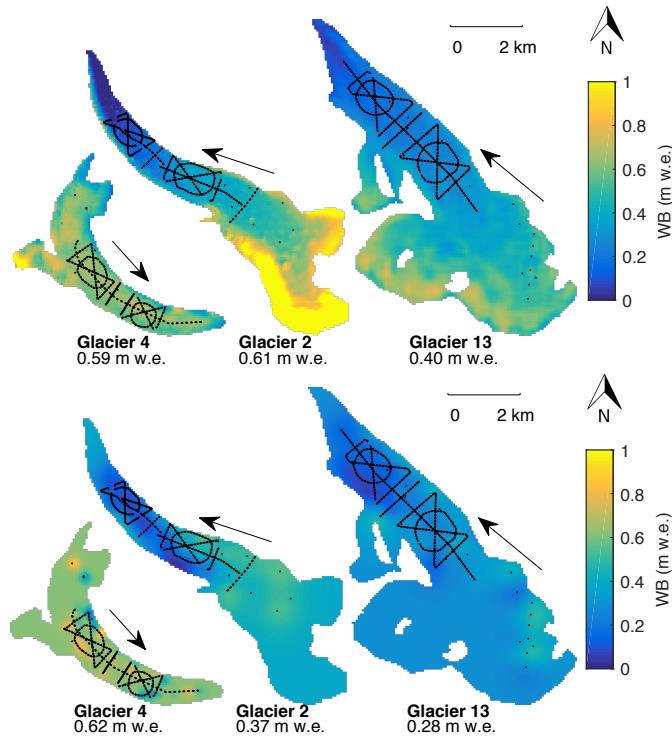 0 2 km
N
1
0.8
0.6
0.4
0.2
0
WB (m w.e.)
Glacier 4
0.59 m w.e.
Glacier 2
0.61 m w.e.
Glacier 13
0.40 m w.e.
0 2 km
N
1
0.8
0.6
0.4
0.2
0
WB (m w.e.)
Glacier 4
0.62 m w.e.
Glacier 2
0.37 m w.e.
Glacier 13
0.28 m w.e.